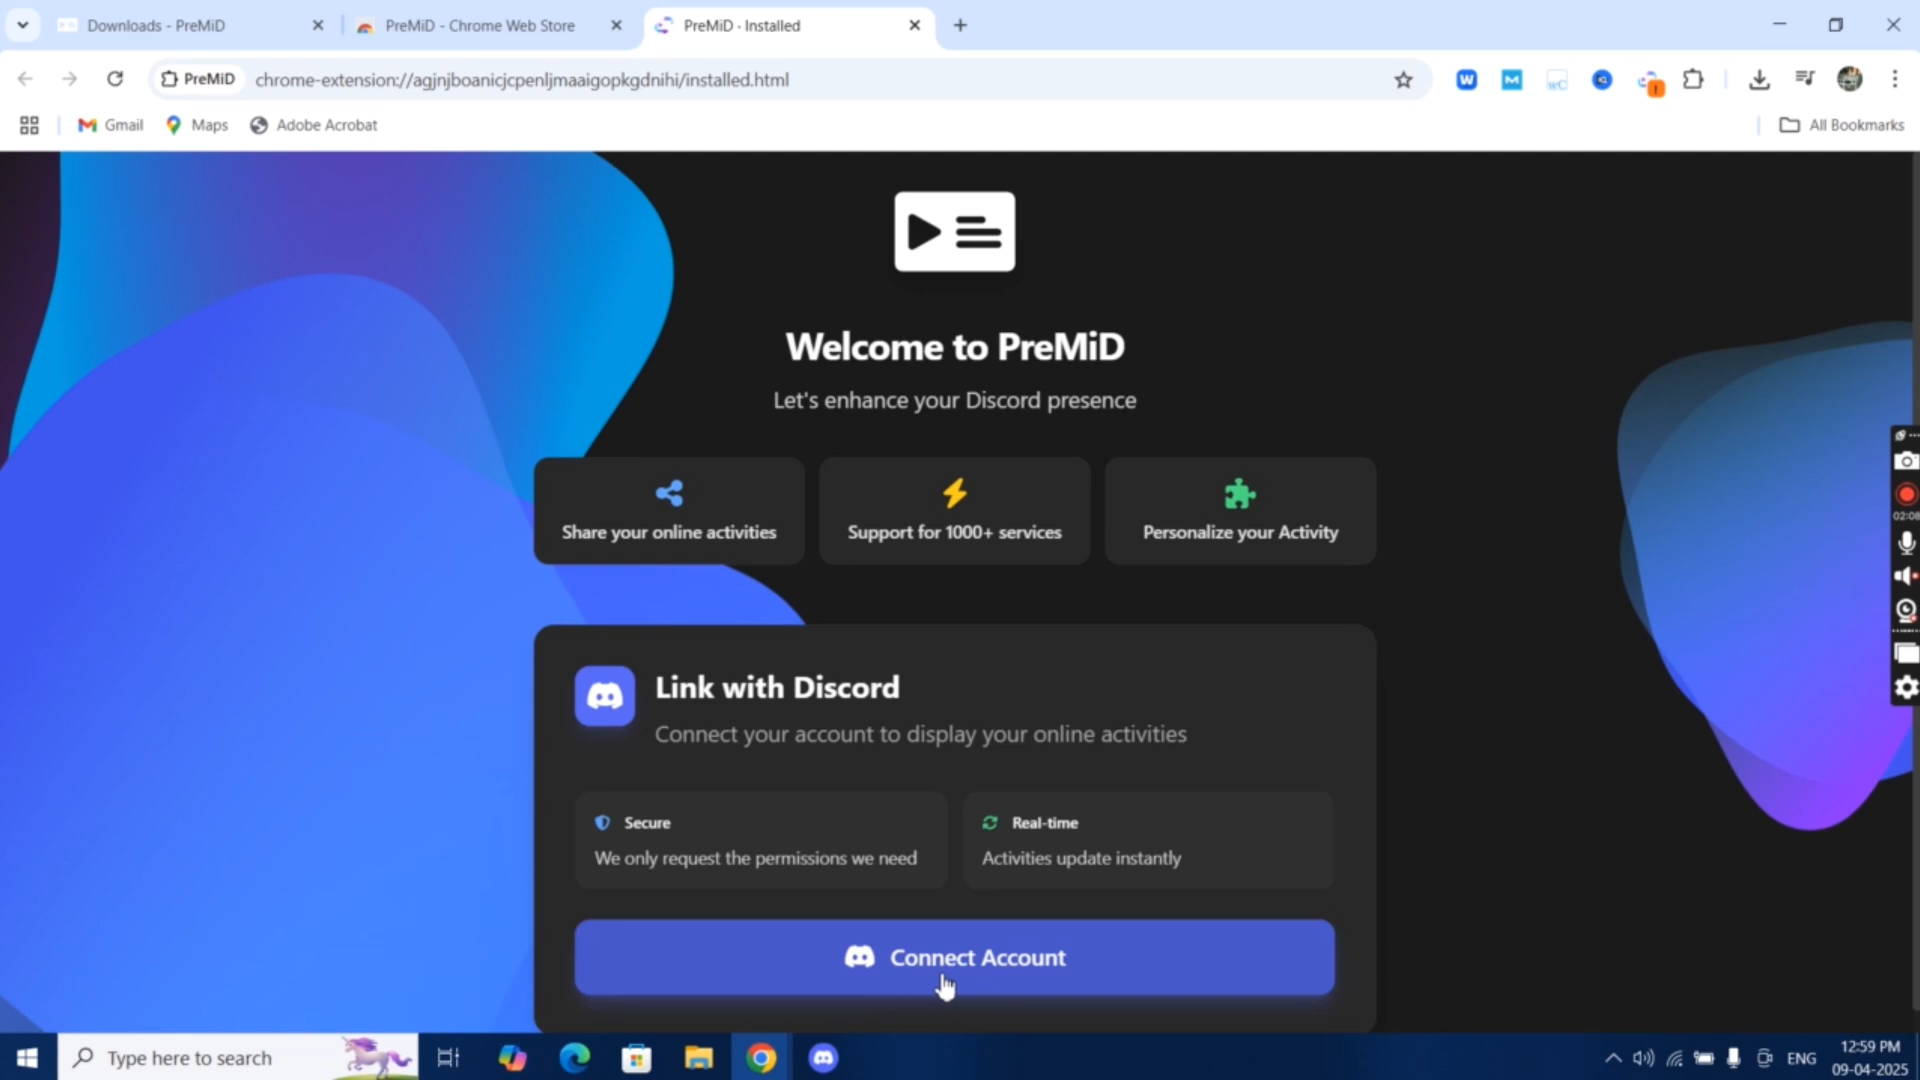 Downloads - PreMiD
PreMiD - Chrome Web Store
PreMiD · Installed
PreMiD
chrome-extension://agjnjboanicjcpenljmaaigopkgdnihi/installed.html
Gmail
Maps
Adobe Acrobat
All Bookmarks
Welcome to PreMiD
Let's enhance your Discord presence
Share your online activities
Support for 1000+ services
Personalize your Activity
02:08
Link with Discord
Connect your account to display your online activities
Secure
We only request the permissions we need
Real-time
Activities update instantly
Connect Account
Type here to search
ENG
12:59 PM
09-04-2025